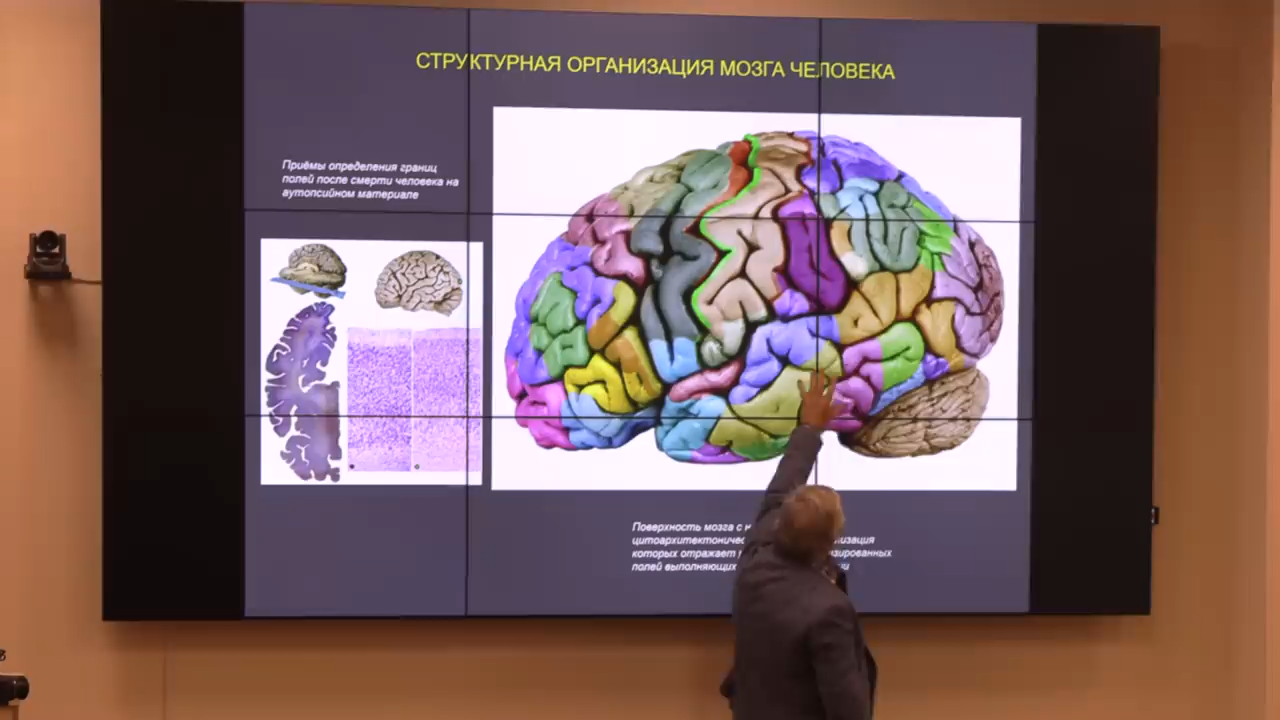 СТРУКТУРНАЯ ОРГАНИЗАЦИЯ МОЗГА ЧЕЛОВЕКА
Приёмы определения границ
полей после смерти человека на
аутопсийном материале
Поверхность мозга с
цитоархитектонич
которых отражает
полей выполняющих